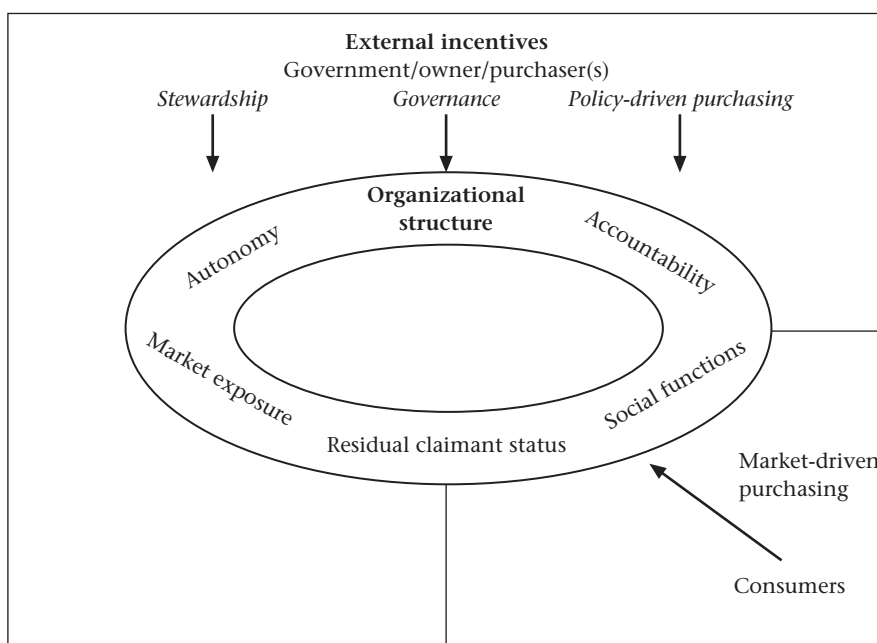 External incentives
Government/owner/purchaser(s)
Stewardship Governance Policy-driven purchasing
Organizational
structure
Autonomy
Accountability
Market exposure
Social functions
Residual claimant status
Market-driven
purchasing
Consumers